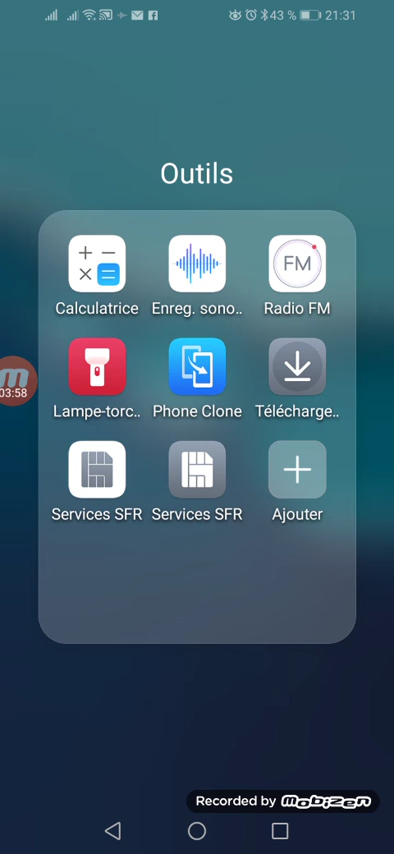 43 % 21:31
Outils
FM
Calculatrice Enreg. sono.. Radio FM
03:58
Lampe-torc.. Phone Clone Télécharge..
Services SFR Services SFR Ajouter
Recorded by mobizen